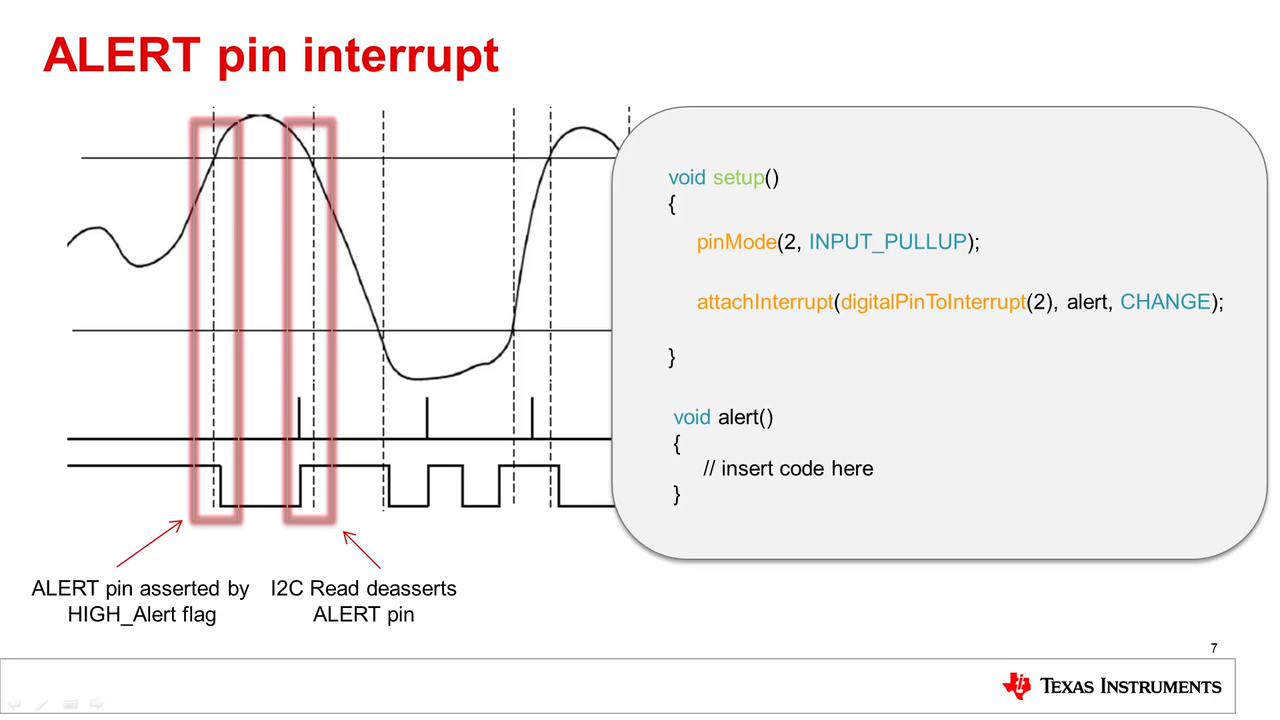 ALERT pin interrupt
void setup()
{
pinMode(2, INPUT_PULLUP);
attachInterrupt(digitalPinToInterrupt(2), alert, CHANGE);
}
void alert()
{
// insert code here
}
ALERT pin asserted by
HIGH_Alert flag
I2C Read deasserts
ALERT pin
7
TEXAS INSTRUMENTS